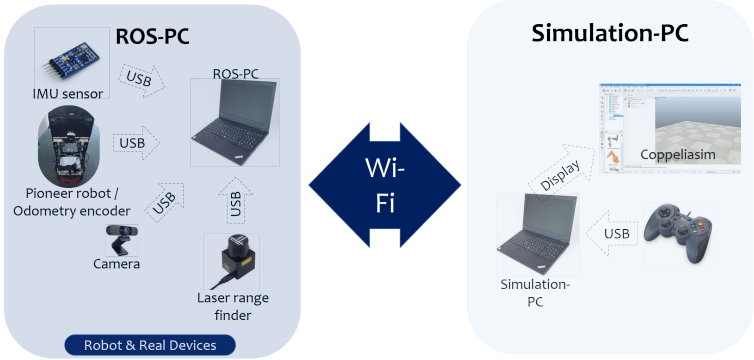 ROS-PC
IMU sensor
USB
ROS-PC
USB
Pioneer robot /
Odometry encoder
USB
USB
Camera
Laser range
finder
Robot & Real Devices
Wi-
Fi
Simulation-PC
Coppeliasim
Display
USB
Simulation-
PC